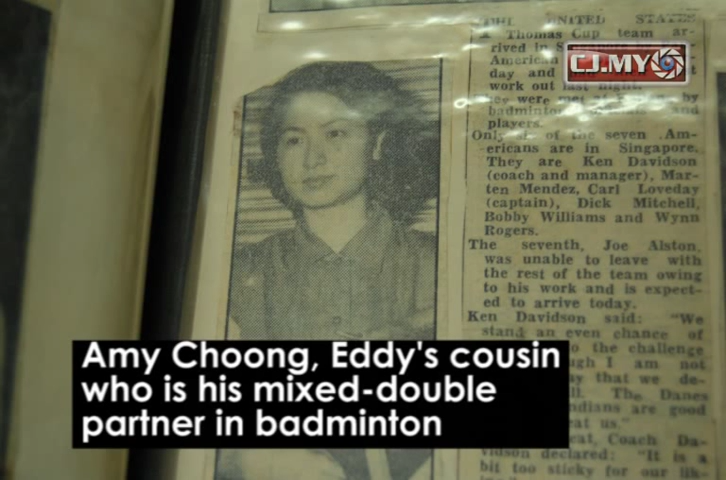 THE UNITED STATES
Thomas Cup team ar-
rived in
American
day and
work out last night.
They were met at by
badminton and
players.
Only of the seven Am-
ericans are in Singapore.
They are Ken Davidson
(coach and manager), Mar-
ten Mendez, Carl Loveday
(captain), Dick Mitchell,
Bobby Williams and Wynn
Rogers.
The seventh, Joe Alston,
was unable to leave with
the rest of the team owing
to his work and is expect-
ed to arrive today.
Ken Davidson said: "We
stand an even chance of
the challenge
I am not
that we de-
The Danes
are good
us."
Coach Da-
vidson declared: "It is a
bit too sticky for our lik-
CJ.MY
Amy Choong, Eddy's cousin
who is his mixed-double
partner in badminton